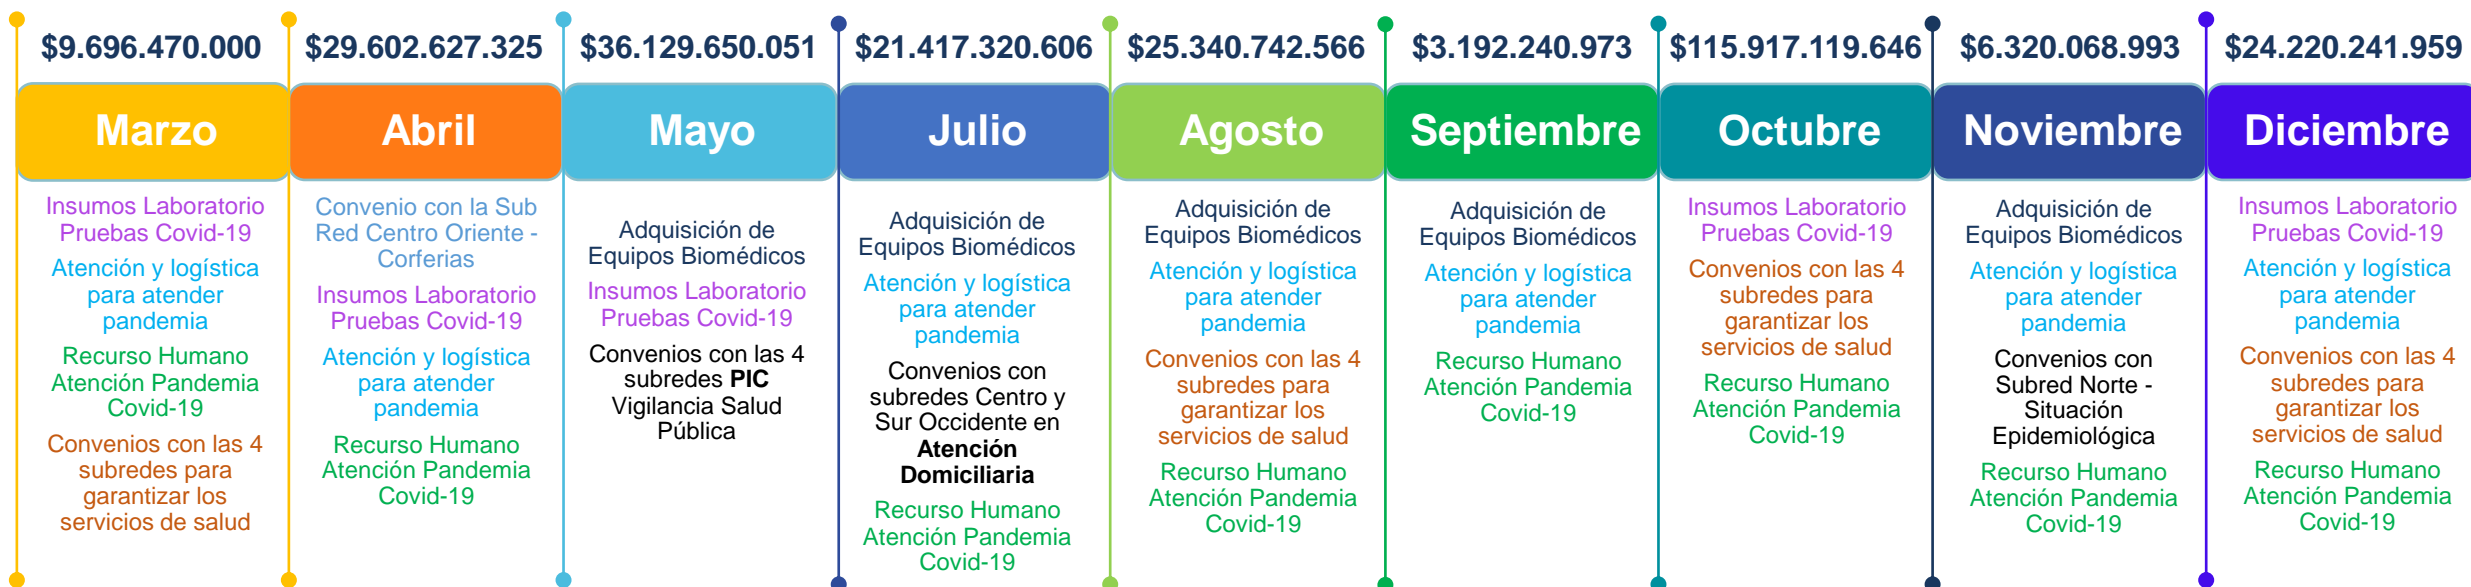 $9.696.470.000
$29.602.627.325
$36.129.650.051
$21.417.320.606
$25.340.742.566
$3.192.240.973
$115.917.119.646
$6.320.068.993
$24.220.241.959
Marzo
Abril
Mayo
Julio
Agosto
Septiembre
Octubre
Noviembre
Diciembre
Insumos Laboratorio
Pruebas Covid-19
Atención y logística
para atender
pandemia
Recurso Humano
Atención Pandemia
Covid-19
Convenios con las 4
subredes para
garantizar los
servicios de salud
Convenio con la Sub
Red Centro Oriente -
Corferias
Insumos Laboratorio
Pruebas Covid-19
Atención y logística
para atender
pandemia
Recurso Humano
Atención Pandemia
Covid-19
Adquisición de
Equipos Biomédicos
Insumos Laboratorio
Pruebas Covid-19
Convenios con las 4
subredes PIC
Vigilancia Salud
Pública
Adquisición de
Equipos Biomédicos
Atención y logística
para atender
pandemia
Convenios con
subredes Centro y
Sur Occidente en
Atención
Domiciliaria
Recurso Humano
Atención Pandemia
Covid-19
Adquisición de
Equipos Biomédicos
Atención y logística
para atender
pandemia
Convenios con las 4
subredes para
garantizar los
servicios de salud
Recurso Humano
Atención Pandemia
Covid-19
Adquisición de
Equipos Biomédicos
Atención y logística
para atender
pandemia
Recurso Humano
Atención Pandemia
Covid-19
Insumos Laboratorio
Pruebas Covid-19
Convenios con las 4
subredes para
garantizar los
servicios de salud
Recurso Humano
Atención Pandemia
Covid-19
Adquisición de
Equipos Biomédicos
Atención y logística
para atender
pandemia
Convenios con
Subred Norte -
Situación
Epidemiológica
Recurso Humano
Atención Pandemia
Covid-19
Insumos Laboratorio
Pruebas Covid-19
Atención y logística
para atender
pandemia
Convenios con las 4
subredes para
garantizar los
servicios de salud
Recurso Humano
Atención Pandemia
Covid-19